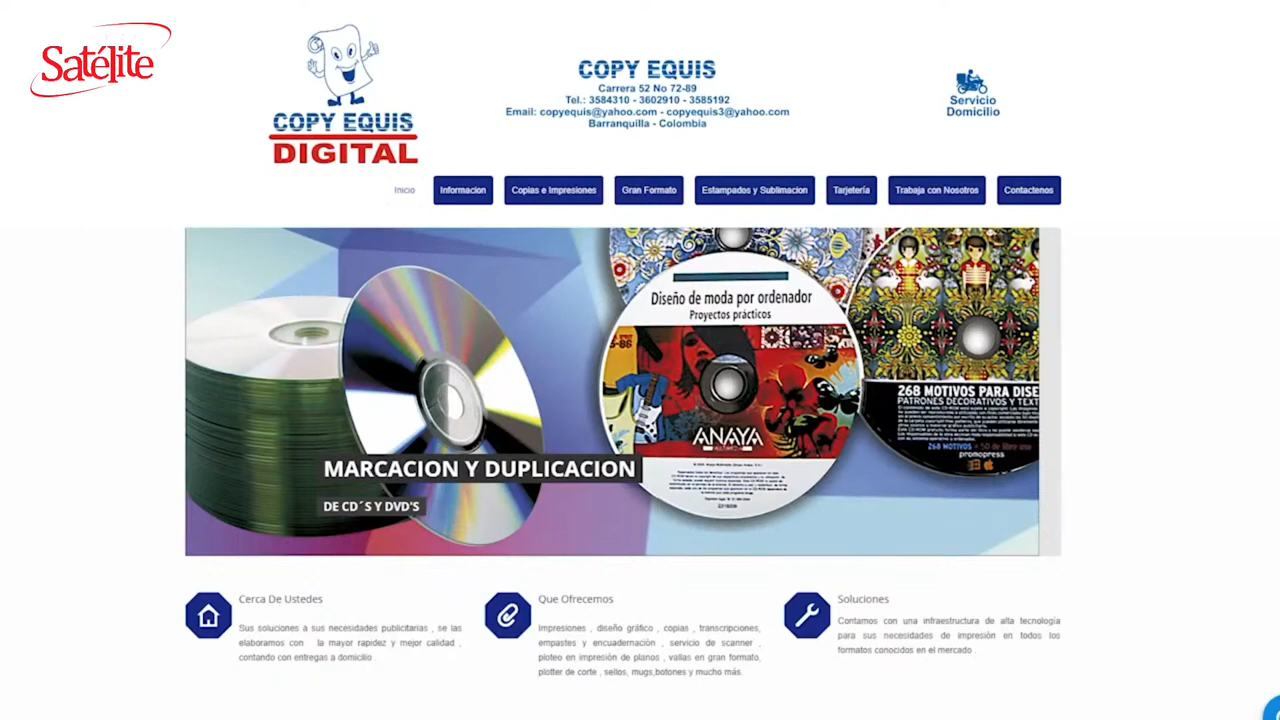 Satélite
COPY EQUIS
DIGITAL
COPY EQUIS
Carrera 52 No 72-89
Tel.: 3584310 - 3602910 - 3585192
Email: copyequis@yahoo.com - copyequis3@yahoo.com
Barranquilla - Colombia
Servicio
Domicilio
Inicio
Informacion
Copias e Impresiones
Gran Formato
Estampados y Sublimacion
Tarjetería
Trabaja con Nosotros
Contactenos
Diseño de moda por ordenador
Proyectos prácticos
ANAYA
MULTIMEDIA
268 MOTIVOS PARA DISE
PATRONES DECORATIVOS Y TEXT
268 MOTIVOS
promopress
MARCACION Y DUPLICACION
DE CD´S Y DVD'S
Cerca De Ustedes
Sus soluciones a sus necesidades publicitarias , se las
elaboramos con la mayor rapidez y mejor calidad ,
contando con entregas a domicilio .
Que Ofrecemos
Impresiones , diseño gráfico , copias , transcripciones,
empastes y encuadernación , servicio de scanner ,
ploteo en impresión de planos , vallas en gran formato,
plotter de corte , sellos, mugs,botones y mucho más.
Soluciones
Contamos con una infraestructura de alta tecnología
para sus necesidades de impresión en todos los
formatos conocidos en el mercado .